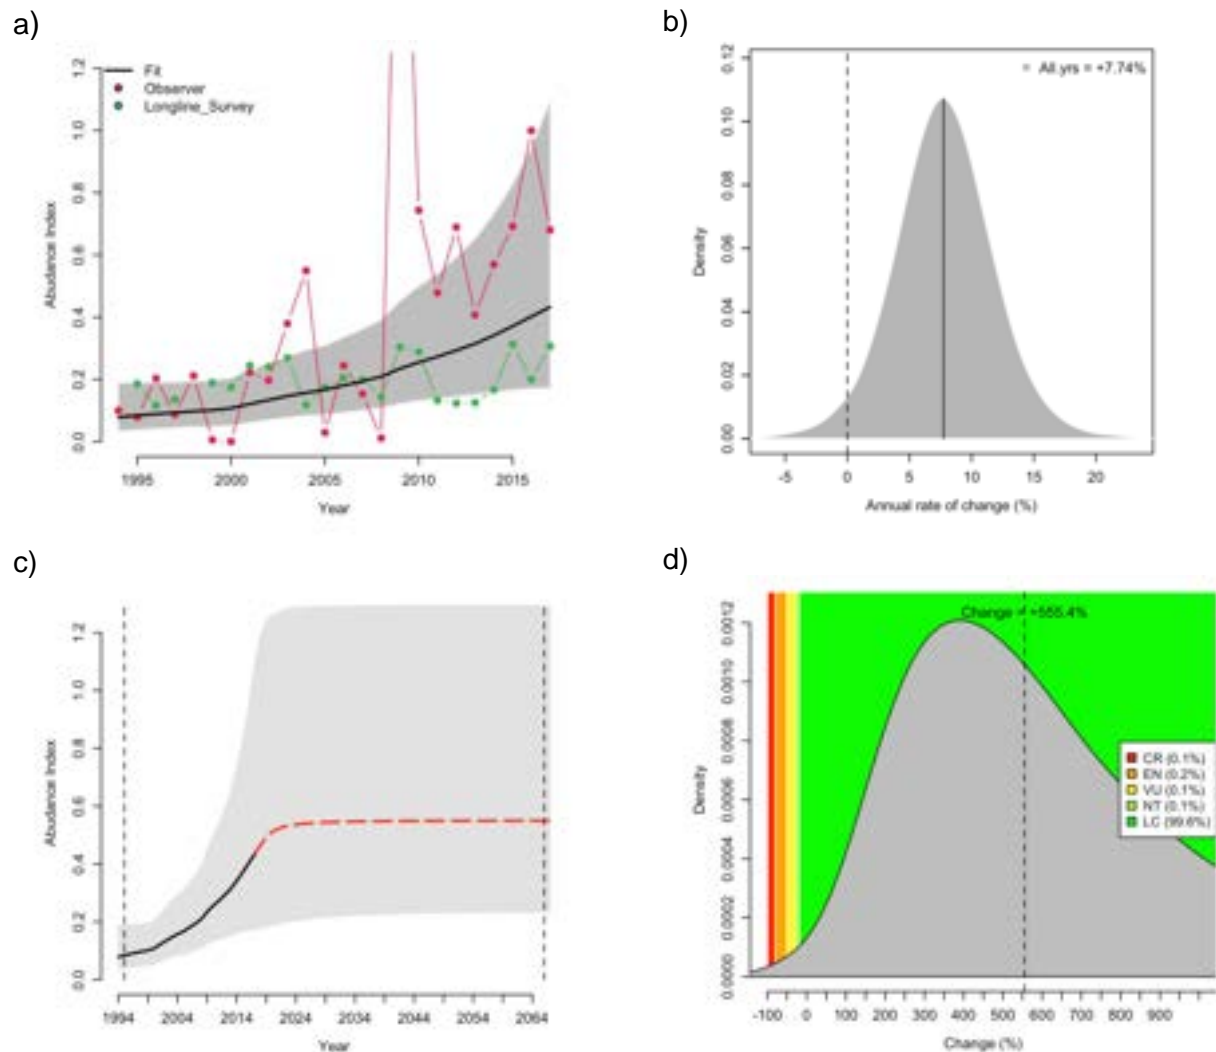 a)
1.2
1.0
0.8
0.6
0.4
0.2
0.0
Abudance Index
Fit
Observer
Longline_Survey
1995 2000 2005 2010 2015
Year
b)
0.12
0.10
0.08
0.06
0.04
0.02
0.00
Density
All.yrs = +7.74%
-5 0 5 10 15 20
Annual rate of change (%)
c)
1.2
1.0
0.8
0.6
0.4
0.2
0.0
Abudance Index
1994 2004 2014 2024 2034 2044 2054 2064
Year
d)
0.0012
0.0010
0.0008
0.0006
0.0004
0.0002
0.0000
Density
Change = +555.4%
CR (0.1%)
EN (0.2%)
VU (0.1%)
NT (0.1%)
LC (99.6%)
-100 0 100 200 300 400 500 600 700 800 900
Change (%)